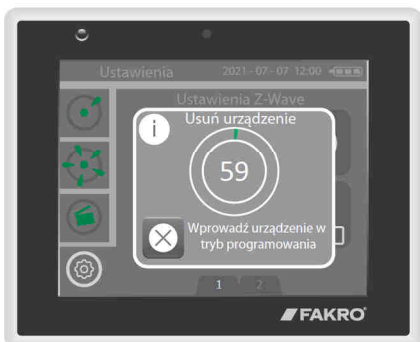 Ustawienia 2021-07-07 12:00
Ustawienia Z-Wave
Usuń urządzenie
i
59
Wprowadź urządzenie w
tryb programowania
1 2
FAKRO